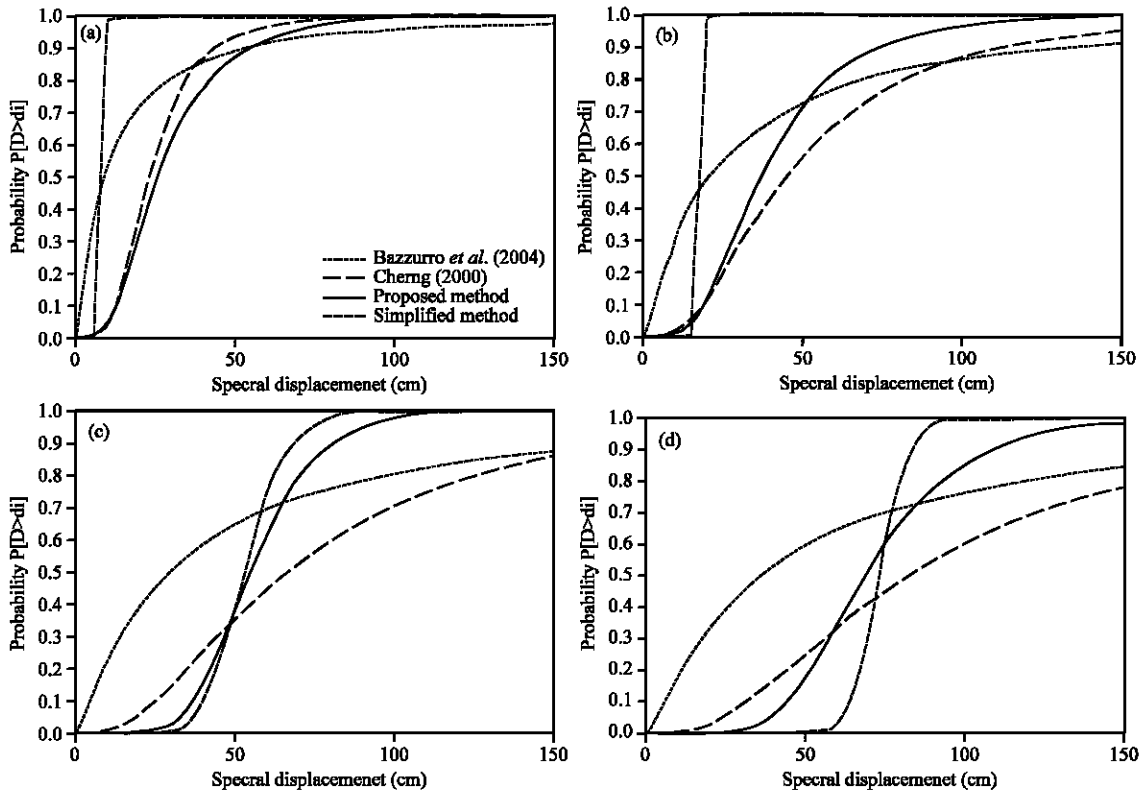 (a)
Probability P[D>di]
1.0
0.9
0.8
0.7
0.6
0.5
0.4
0.3
0.2
0.1
0.0
Bazzurro et al. (2004)
Cherng (2000)
Proposed method
Simplified method
0 50 100 150
Specral displacemenet (cm)
(b)
Probability P[D>di]
1.0
0.9
0.8
0.7
0.6
0.5
0.4
0.3
0.2
0.1
0.0
0 50 100 150
Specral displacemenet (cm)
(c)
Probability P[D>di]
1.0
0.9
0.8
0.7
0.6
0.5
0.4
0.3
0.2
0.1
0.0
0 50 100 150
Specral displacemenet (cm)
(d)
Probability P[D>di]
1.0
0.9
0.8
0.7
0.6
0.5
0.4
0.3
0.2
0.1
0.0
0 50 100 150
Specral displacemenet (cm)